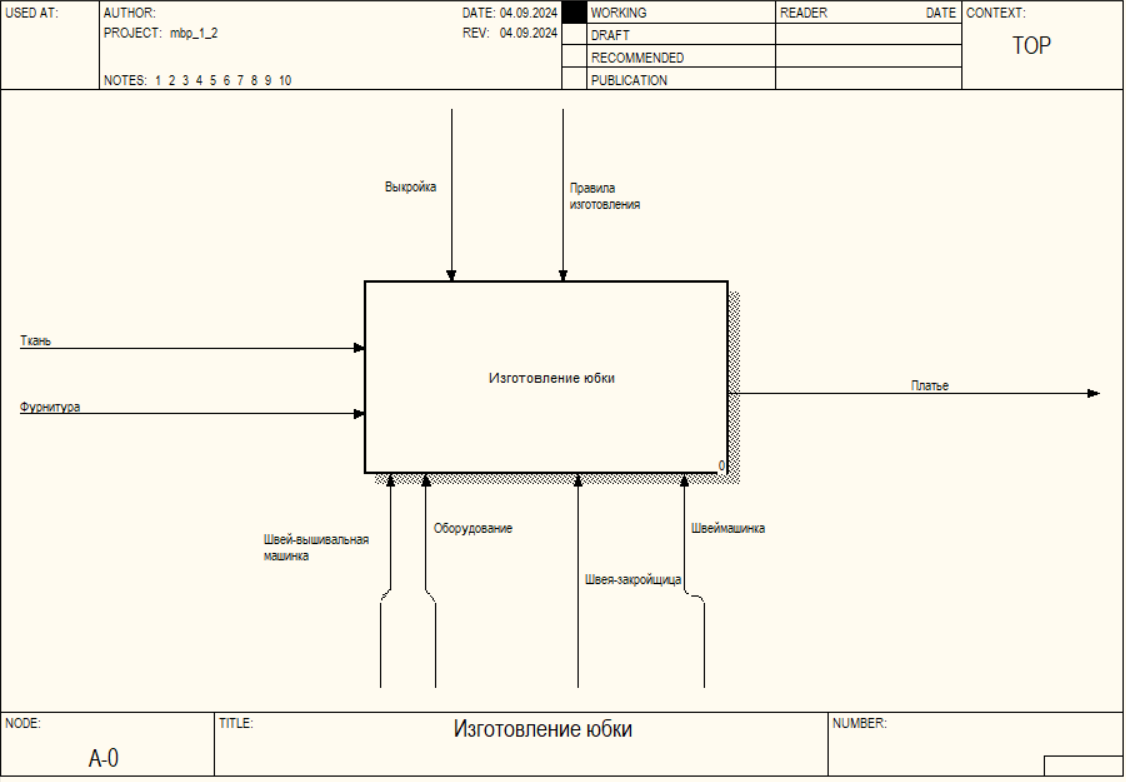 USED AT:
AUTHOR:
DATE: 04.09.2024
WORKING
READER
DATE
CONTEXT:
PROJECT: mbp_1_2
REV: 04.09.2024
DRAFT
TOP
RECOMMENDED
NOTES: 1 2 3 4 5 6 7 8 9 10
PUBLICATION
Выкройка
Правила
изготовления
Ткань
Изготовление юбки
Платье
Фурнитура
0
Швей-вышивальная
машинка
Оборудование
Швеймашинка
Швея-закройщица
NODE:
TITLE:
Изготовление юбки
NUMBER:
A-0